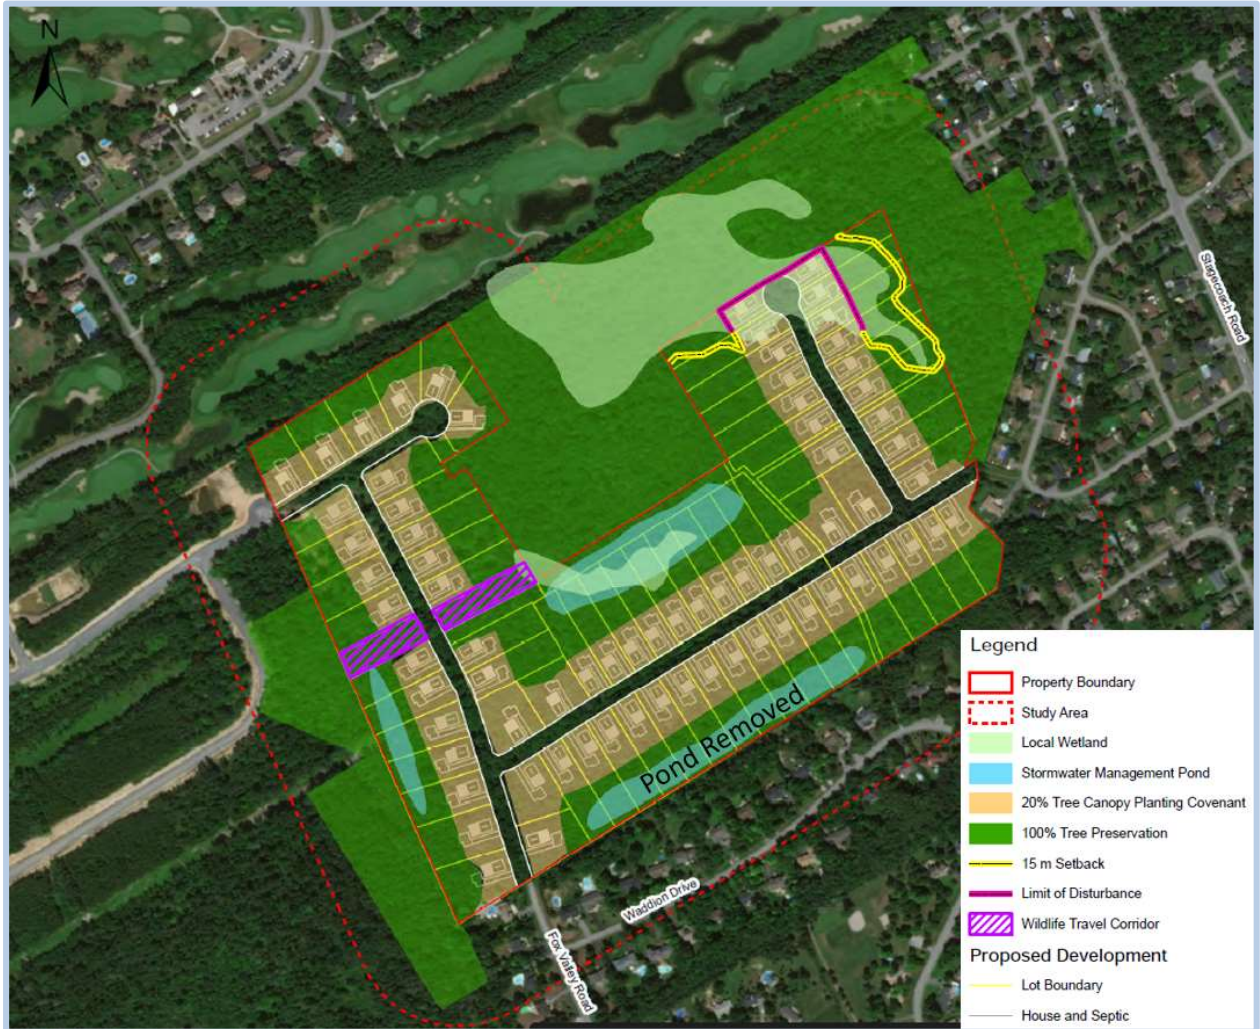 N
Stagecoach Road
Pond Removed
Waddion Drive
Fox Valley Road
Legend
Property Boundary
Study Area
Local Wetland
Stormwater Management Pond
20% Tree Canopy Planting Covenant
100% Tree Preservation
15 m Setback
Limit of Disturbance
Wildlife Travel Corridor
Proposed Development
Lot Boundary
House and Septic